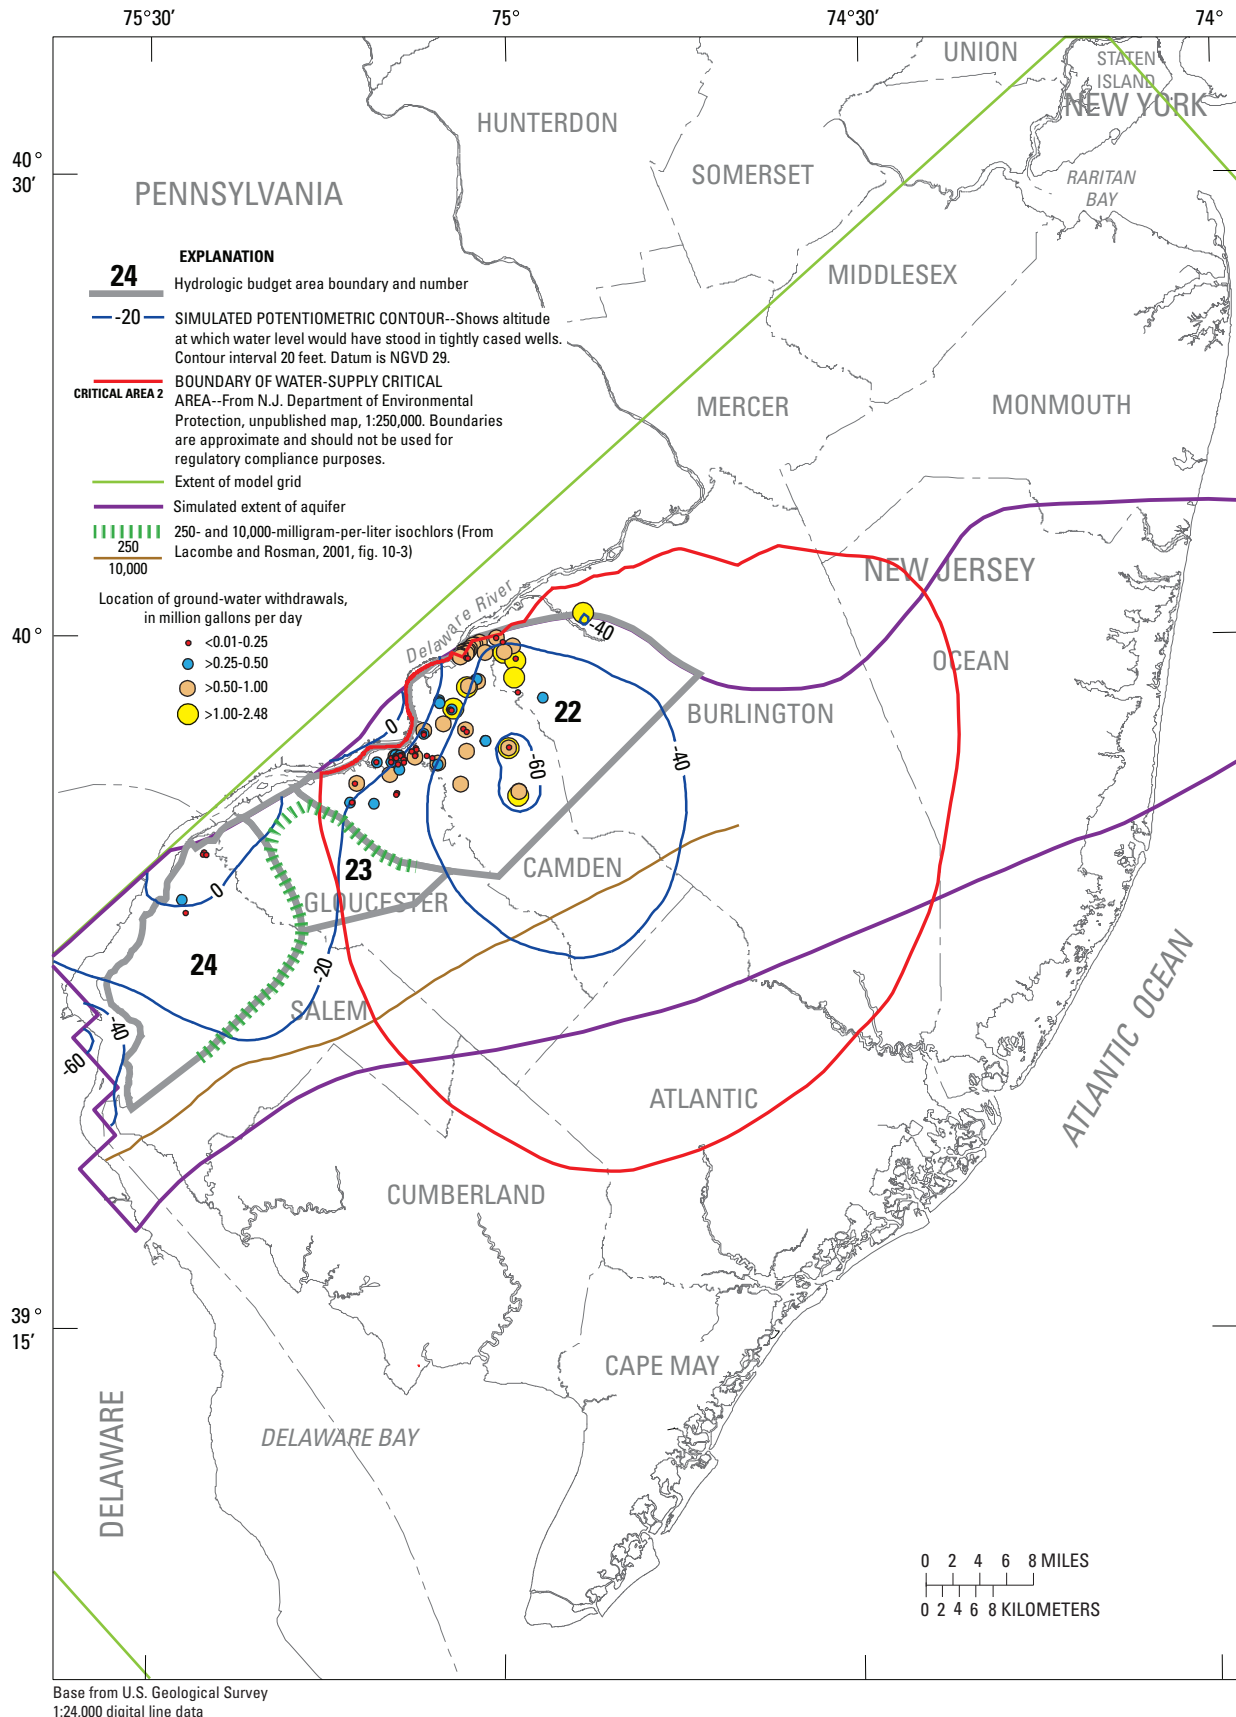 75°30′ 75° 74°30′ 74°
UNION
STATEN
ISLAND
NEW YORK
HUNTERDON
40°
30′
SOMERSET
RARITAN
BAY
PENNSYLVANIA
MIDDLESEX
EXPLANATION
24 Hydrologic budget area boundary and number
-20 SIMULATED POTENTIOMETRIC CONTOUR--Shows altitude
at which water level would have stood in tightly cased wells.
Contour interval 20 feet. Datum is NGVD 29.
CRITICAL AREA 2 BOUNDARY OF WATER-SUPPLY CRITICAL
AREA--From N.J. Department of Environmental
Protection, unpublished map, 1:250,000. Boundaries
are approximate and should not be used for
regulatory compliance purposes.
Extent of model grid
Simulated extent of aquifer
250- and 10,000-milligram-per-liter isochlors (From
250 Lacombe and Rosman, 2001, fig. 10-3)
10,000
Location of ground-water withdrawals,
in million gallons per day
<0.01-0.25
>0.25-0.50
>0.50-1.00
>1.00-2.48
MERCER
MONMOUTH
NEW JERSEY
Delaware River
40°
-40
OCEAN
22
BURLINGTON
0
-40
-60
23
CAMDEN
0
GLOUCESTER
24
-20
SALEM
-40
-60
ATLANTIC OCEAN
ATLANTIC
CUMBERLAND
39°
15′
CAPE MAY
DELAWARE
DELAWARE BAY
0 2 4 6 8 MILES
0 2 4 6 8 KILOMETERS
Base from U.S. Geological Survey
1:24,000 digital line data